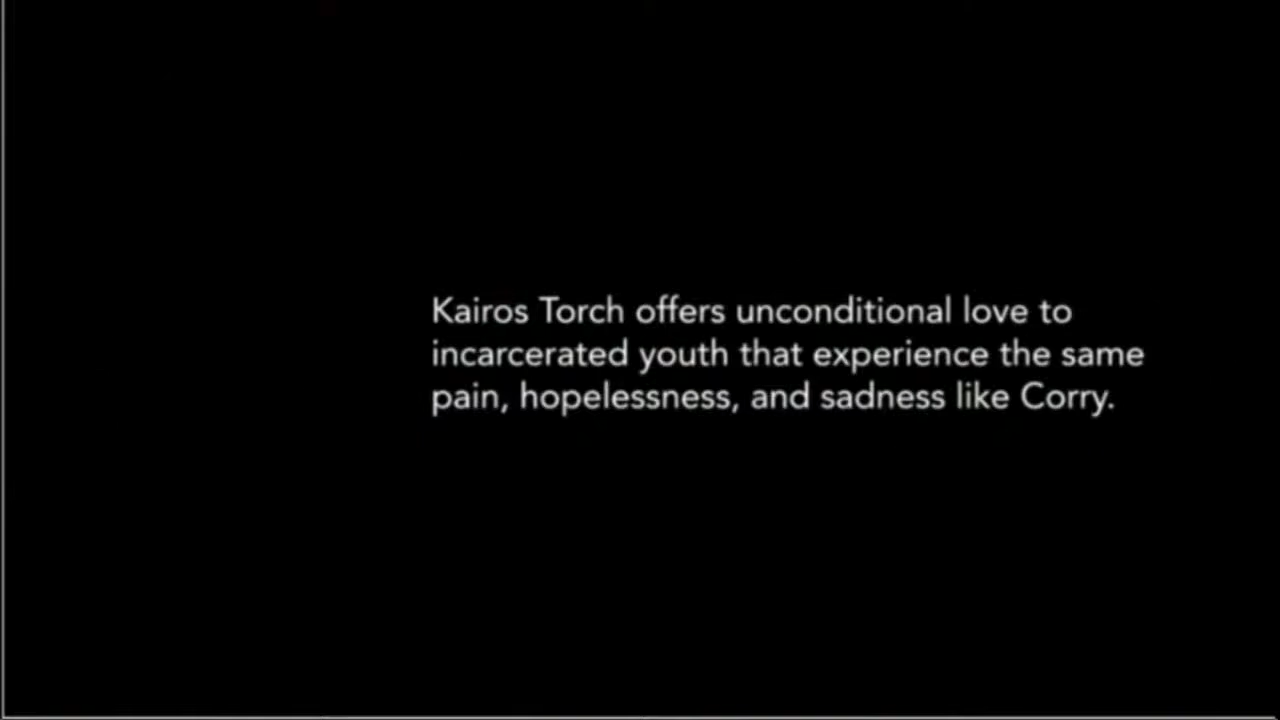 Kairos Torch offers unconditional love to
incarcerated youth that experience the same
pain, hopelessness, and sadness like Corry.